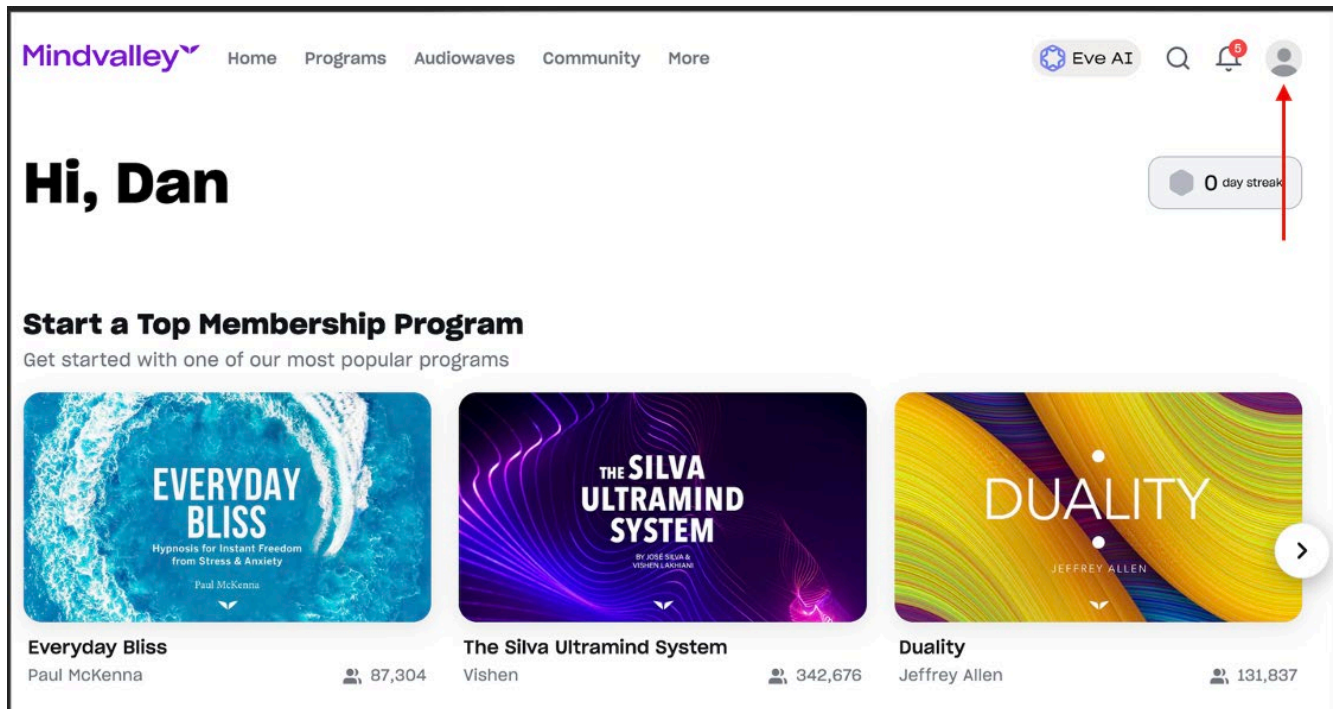 Mindvalley
Home Programs Audiowaves Community More
Eve AI
5
Hi, Dan
0 day streak
Start a Top Membership Program
Get started with one of our most popular programs
EVERYDAY
BLISS
Hypnosis for Instant Freedom
from Stress & Anxiety
Paul McKenna
THE SILVA
ULTRAMIND
SYSTEM
BY JOSÉ SILVA &
VISHEN LAKHIANI
DUALITY
JEFFREY ALLEN
Everyday Bliss
Paul McKenna 87,304
The Silva Ultramind System
Vishen 342,676
Duality
Jeffrey Allen 131,837